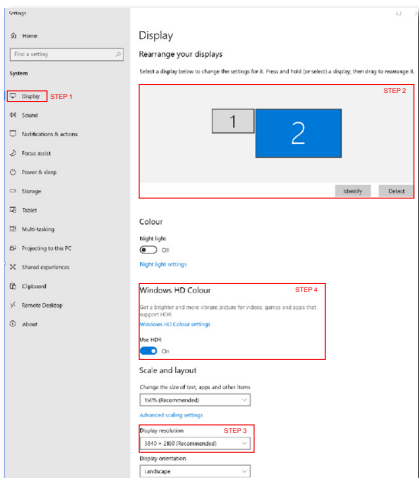 Settings
Home
Find a setting
System
Display STEP 1
Sound
Notifications & actions
Focus assist
Power & sleep
Storage
Tablet
Multi-tasking
Projecting to this PC
Shared experiences
Clipboard
Remote Desktop
About
Display
Rearrange your displays
Select a display below to change the settings for it. Press and hold (or select) a display, then drag to rearrange it.
STEP 2
1
2
Identify Detect
Colour
Night light
Off
Night light settings
Windows HD Colour STEP 4
Get a brighter and more vibrant picture for videos, games and apps that
support HDR
Windows HD Colour settings
Use HDR
On
Scale and layout
Change the size of text, apps and other items
150% (Recommended)
Advanced scaling settings
Display resolution STEP 3
3840 × 2160 (Recommended)
Display orientation
Landscape